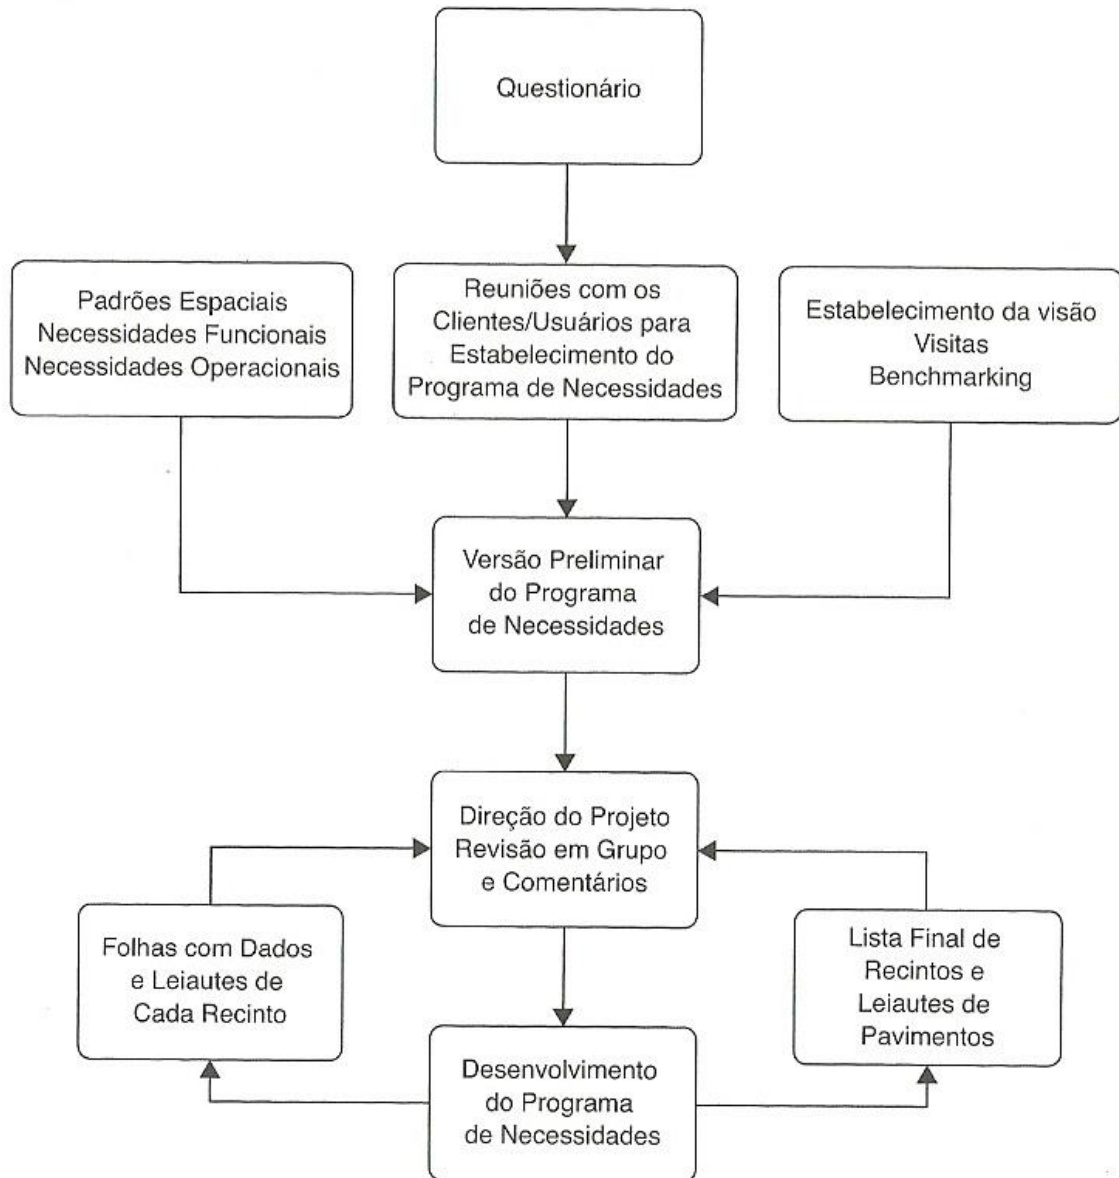 Questionário
Padrões Espaciais
Necessidades Funcionais
Necessidades Operacionais
Reuniões com os
Clientes/Usuários para
Estabelecimento do
Programa de Necessidades
Estabelecimento da visão
Visitas
Benchmarking
Versão Preliminar
do Programa
de Necessidades
Direção do Projeto
Revisão em Grupo
e Comentários
Folhas com Dados
e Leiautes de
Cada Recinto
Lista Final de
Recintos e
Leiautes de
Pavimentos
Desenvolvimento
do Programa
de Necessidades